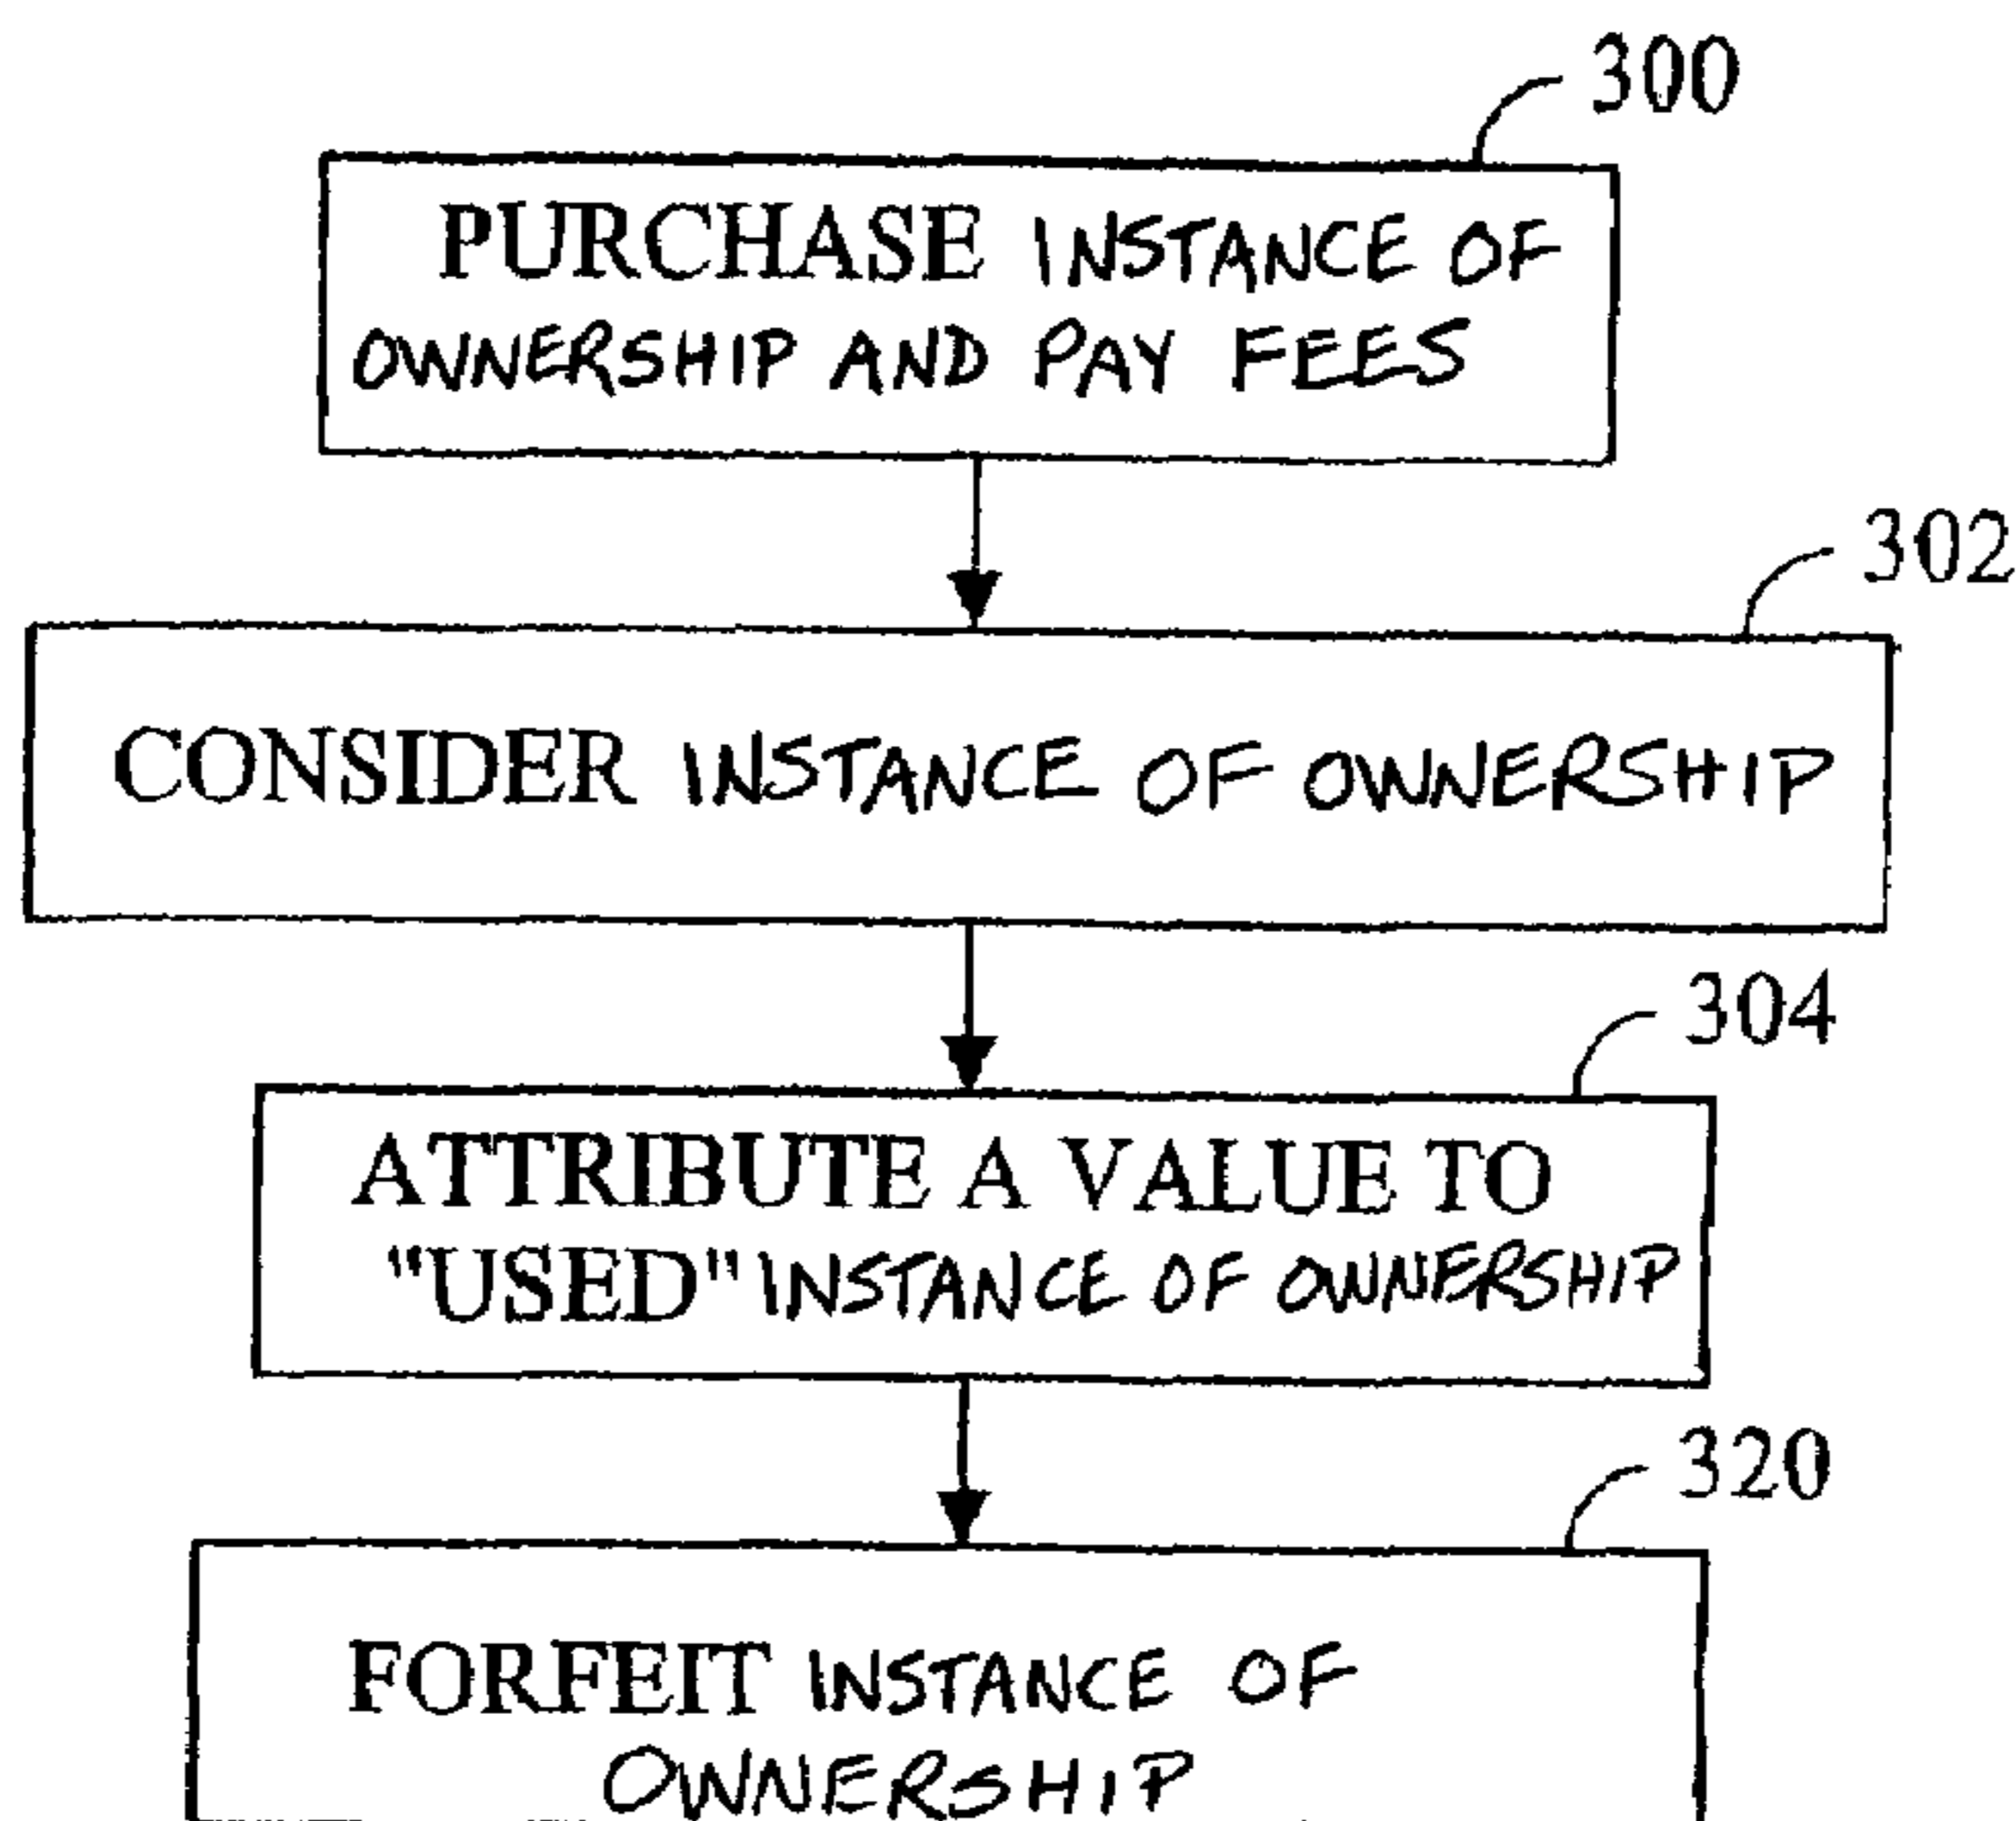 300
PURCHASE INSTANCE OF
OWNERSHIP AND PAY FEES
302
CONSIDER INSTANCE OF OWNERSHIP
304
ATTRIBUTE A VALUE TO
"USED" INSTANCE OF OWNERSHIP
320
FORFEIT INSTANCE OF
OWNERSHIP